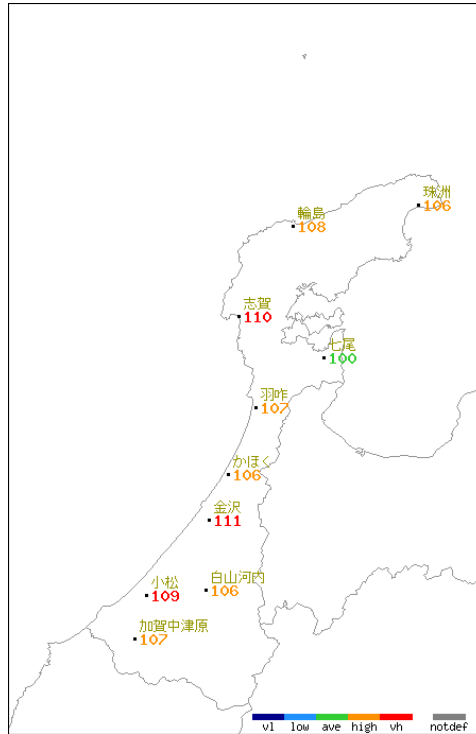 珠洲
106
輪島
108
志賀
110
七尾
100
羽咋
107
かほく
106
金沢
111
白山河内
106
小松
109
加賀中津原
107
vl low ave high vh notdef